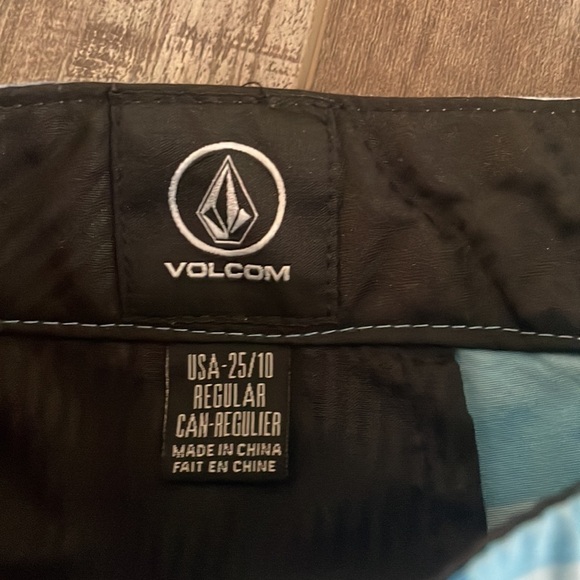 VOLCOM
USA-25/10
REGULAR
CAN-REGULIER
MADE IN CHINA
FAIT EN CHINE